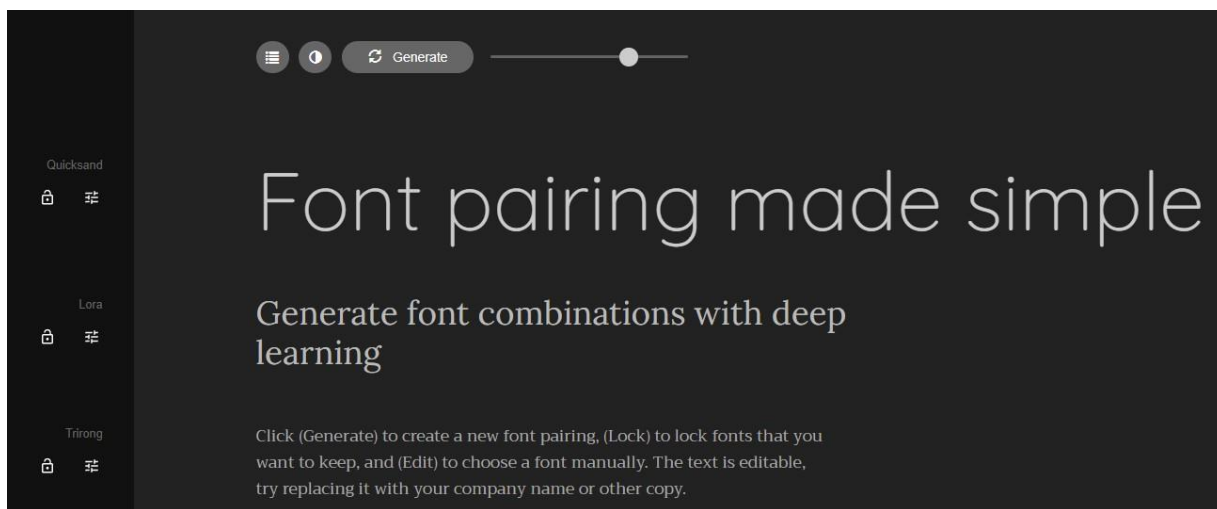 Generate
Quicksand
Font pairing made simple
Lora
Generate font combinations with deep
learning
Trirong
Click (Generate) to create a new font pairing, (Lock) to lock fonts that you
want to keep, and (Edit) to choose a font manually. The text is editable,
try replacing it with your company name or other copy.